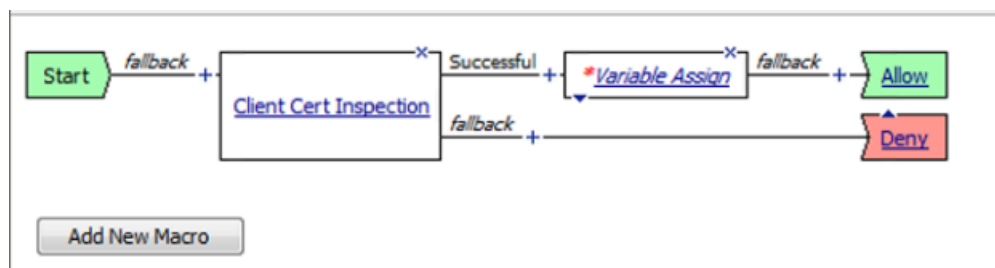 Start
fallback
Client Cert Inspection
Successful
*Variable Assign
fallback
Allow
fallback
Deny
Add New Macro